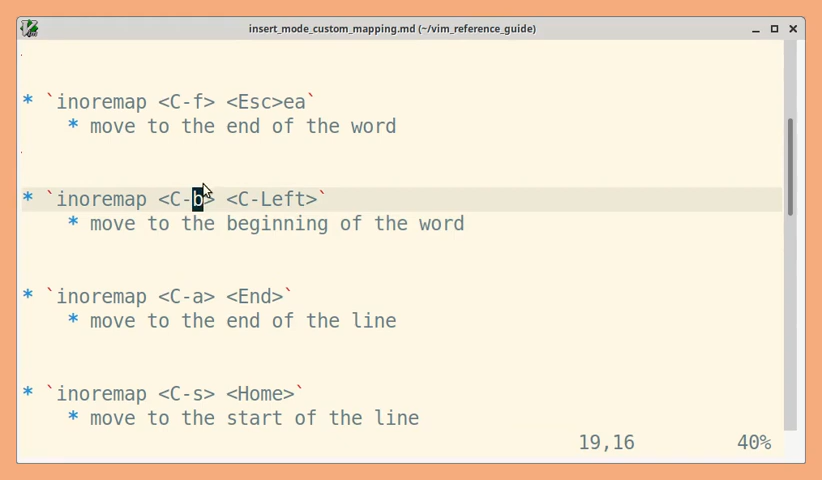 insert_mode_custom_mapping.md (~/vim_reference_guide)
* `inoremap <C-f> <Esc>ea`
* move to the end of the word
* `inoremap <C-b> <C-Left>`
* move to the beginning of the word
* `inoremap <C-a> <End>`
* move to the end of the line
* `inoremap <C-s> <Home>`
* move to the start of the line
19,16 40%